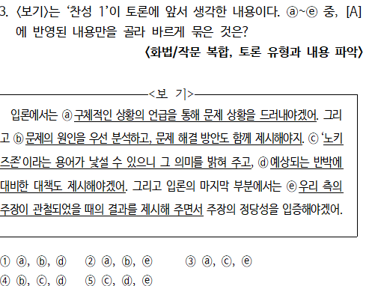 3. <보기>는 ‘찬성 1’이 토론에 앞서 생각한 내용이다. ⓐ~ⓔ 중, [A]
에 반영된 내용만을 골라 바르게 묶은 것은?
<화법/작문 복합, 토론 유형과 내용 파악>
<보 기>
입론에서는 ⓐ구체적인 상황의 언급을 통해 문제 상황을 드러내야겠어. 그리
고 ⓑ문제의 원인을 우선 분석하고, 문제 해결 방안도 함께 제시해야지. ⓒ‘노키
즈존’이라는 용어가 낯설 수 있으니 그 의미를 밝혀 주고, ⓓ예상되는 반박에
대비한 대책도 제시해야겠어. 그리고 입론의 마지막 부분에서는 ⓔ우리 측의
주장이 관철되었을 때의 결과를 제시해 주면서 주장의 정당성을 입증해야겠어.
① ⓐ, ⓑ, ⓓ ② ⓐ, ⓑ, ⓔ ③ ⓐ, ⓒ, ⓔ
④ ⓑ, ⓒ, ⓓ ⑤ ⓒ, ⓓ, ⓔ